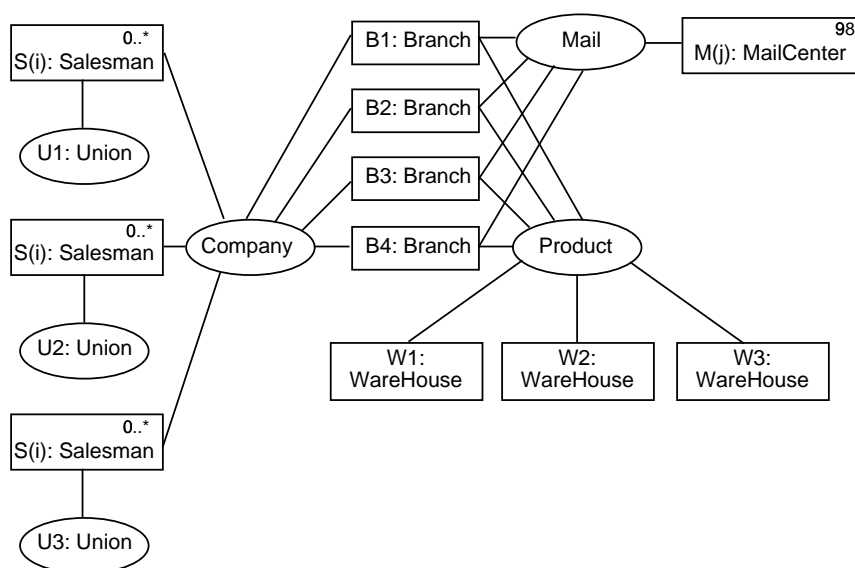 0..*
S(i): Salesman
U1: Union
0..*
S(i): Salesman
U2: Union
0..*
S(i): Salesman
U3: Union
Company
B1: Branch
B2: Branch
B3: Branch
B4: Branch
Mail
98
M(j): MailCenter
Product
W1:
WareHouse
W2:
WareHouse
W3:
WareHouse